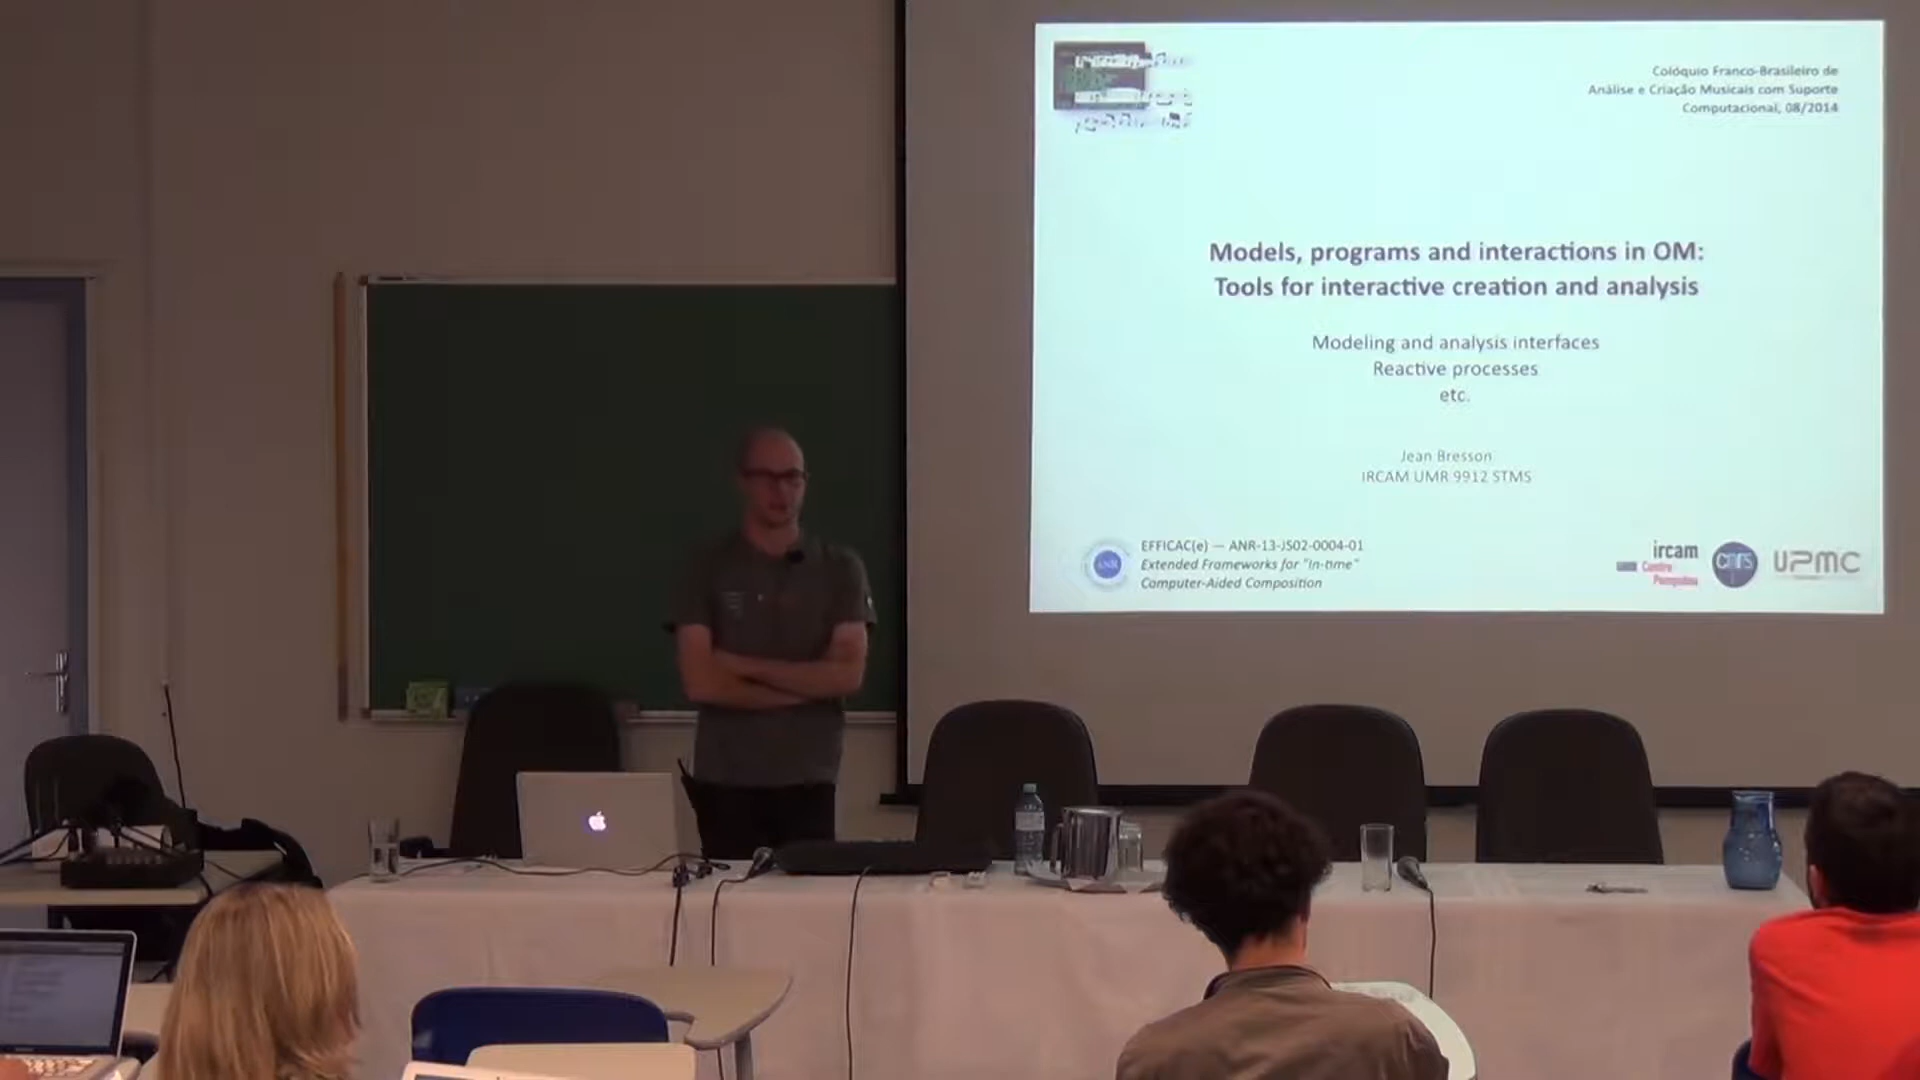 Colóquio Franco-Brasileiro de
Análise e Criação Musicais com Suporte
Computacional, 08/2014
Models, programs and interactions in OM:
Tools for interactive creation and analysis
Modeling and analysis interfaces
Reactive processes
etc.
Jean Bresson
IRCAM UMR 9912 STMS
EFFICAC(e) — ANR-13-JS02-0004-01
Extended Frameworks for "In-time"
Computer-Aided Composition
ANR
ircam
Centre
Pompidou
cnrs
UPMC